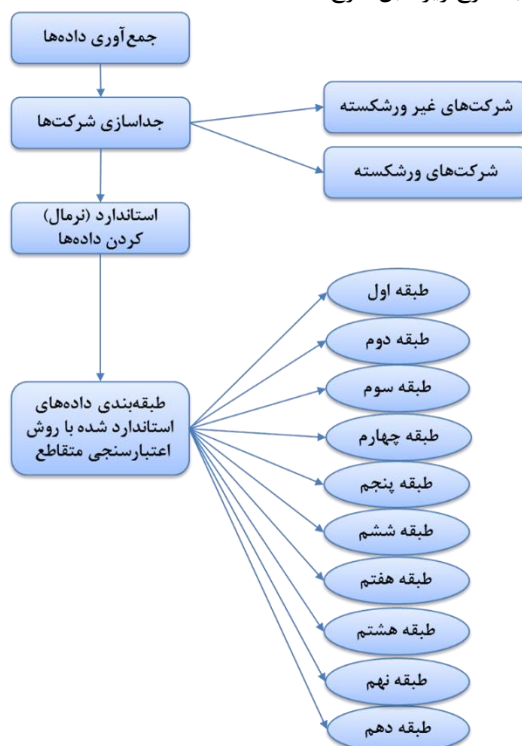 جمع‌آوری داده‌ها
جداسازی شرکت‌ها
شرکت‌های غیر ورشکسته
شرکت‌های ورشکسته
استاندارد (نرمال)
کردن داده‌ها
طبقه‌بندی داده‌های
استاندارد شده با روش
اعتبارسنجی متقاطع
طبقه اول
طبقه دوم
طبقه سوم
طبقه چهارم
طبقه پنجم
طبقه ششم
طبقه هفتم
طبقه هشتم
طبقه نهم
طبقه دهم